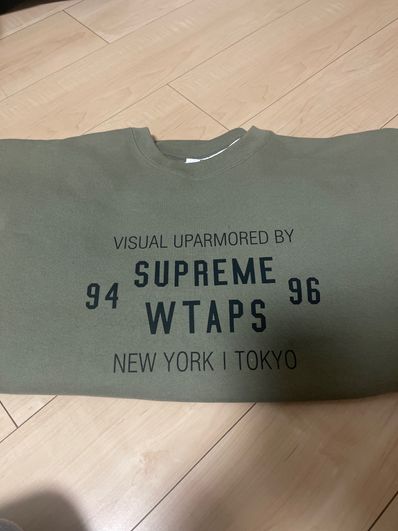 VISUAL UPARMORED BY
94 SUPREME 96
WTAPS
NEW YORK | TOKYO